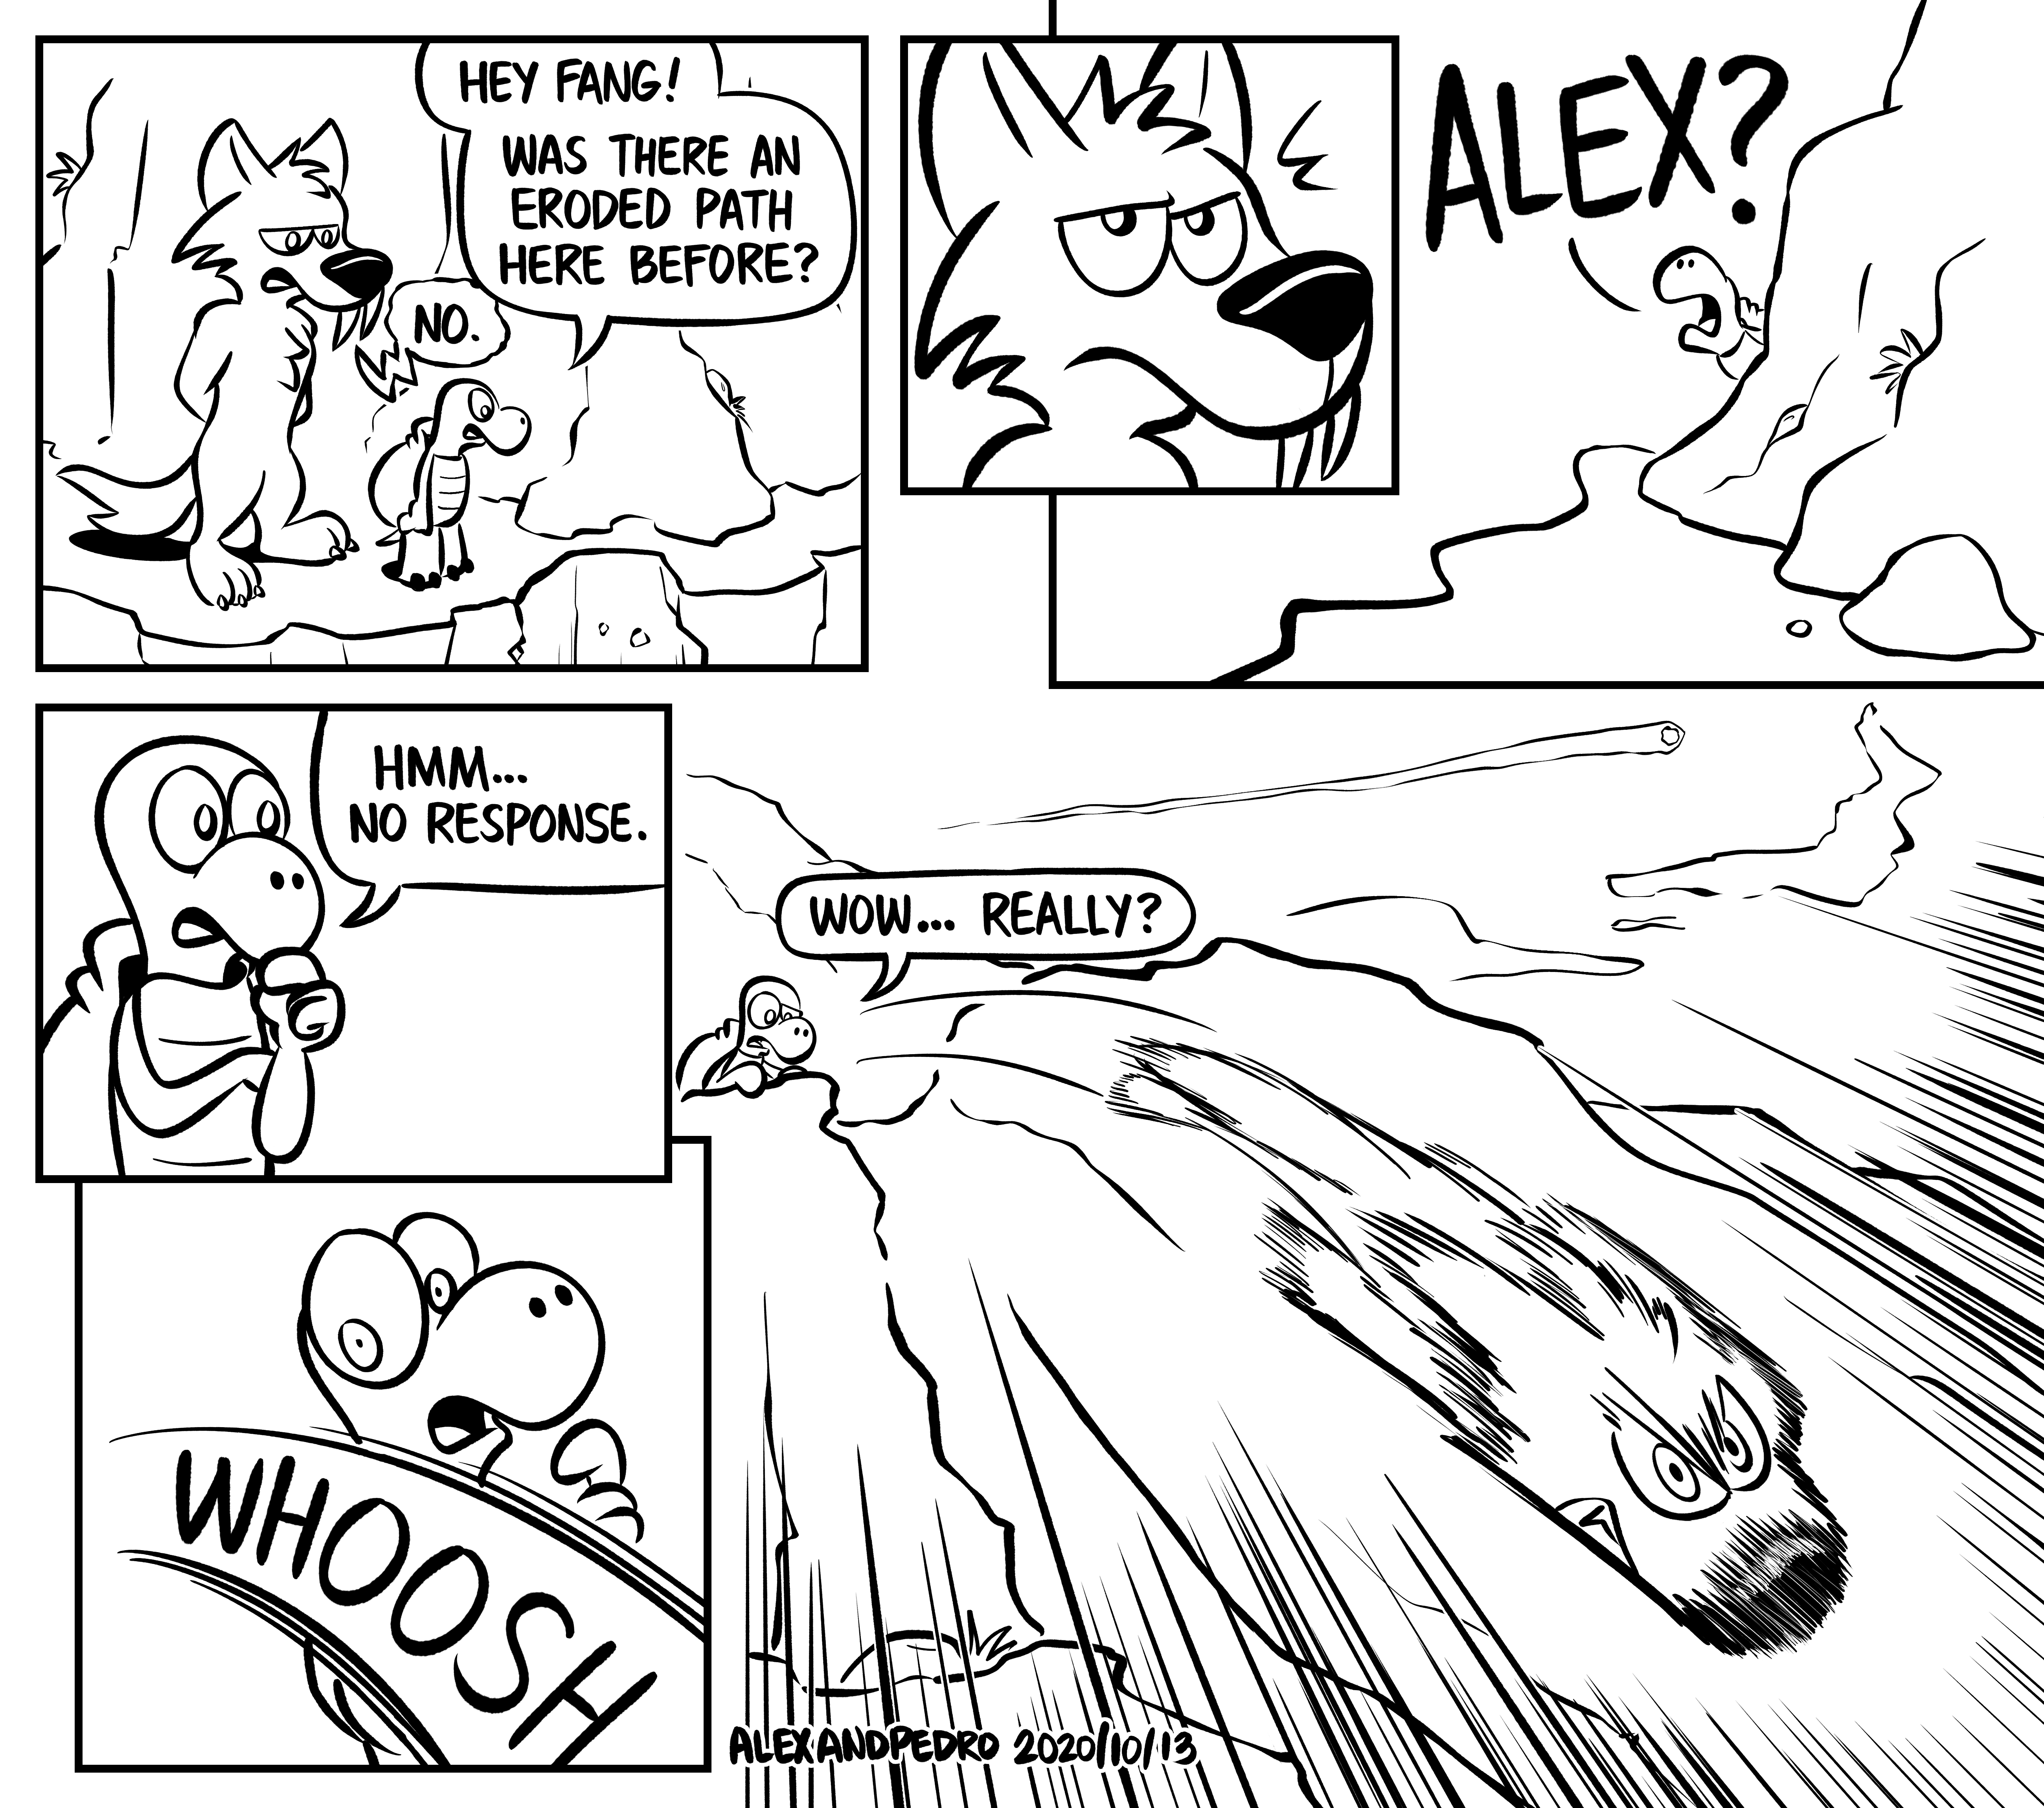 HEY FANG!
WAS THERE AN
ERODED PATH
HERE BEFORE?
NO.
ALEX?
HMM...
NO RESPONSE.
WHOOSH
WOW... REALLY?
ALEXANDPEDRO 2020/10/13